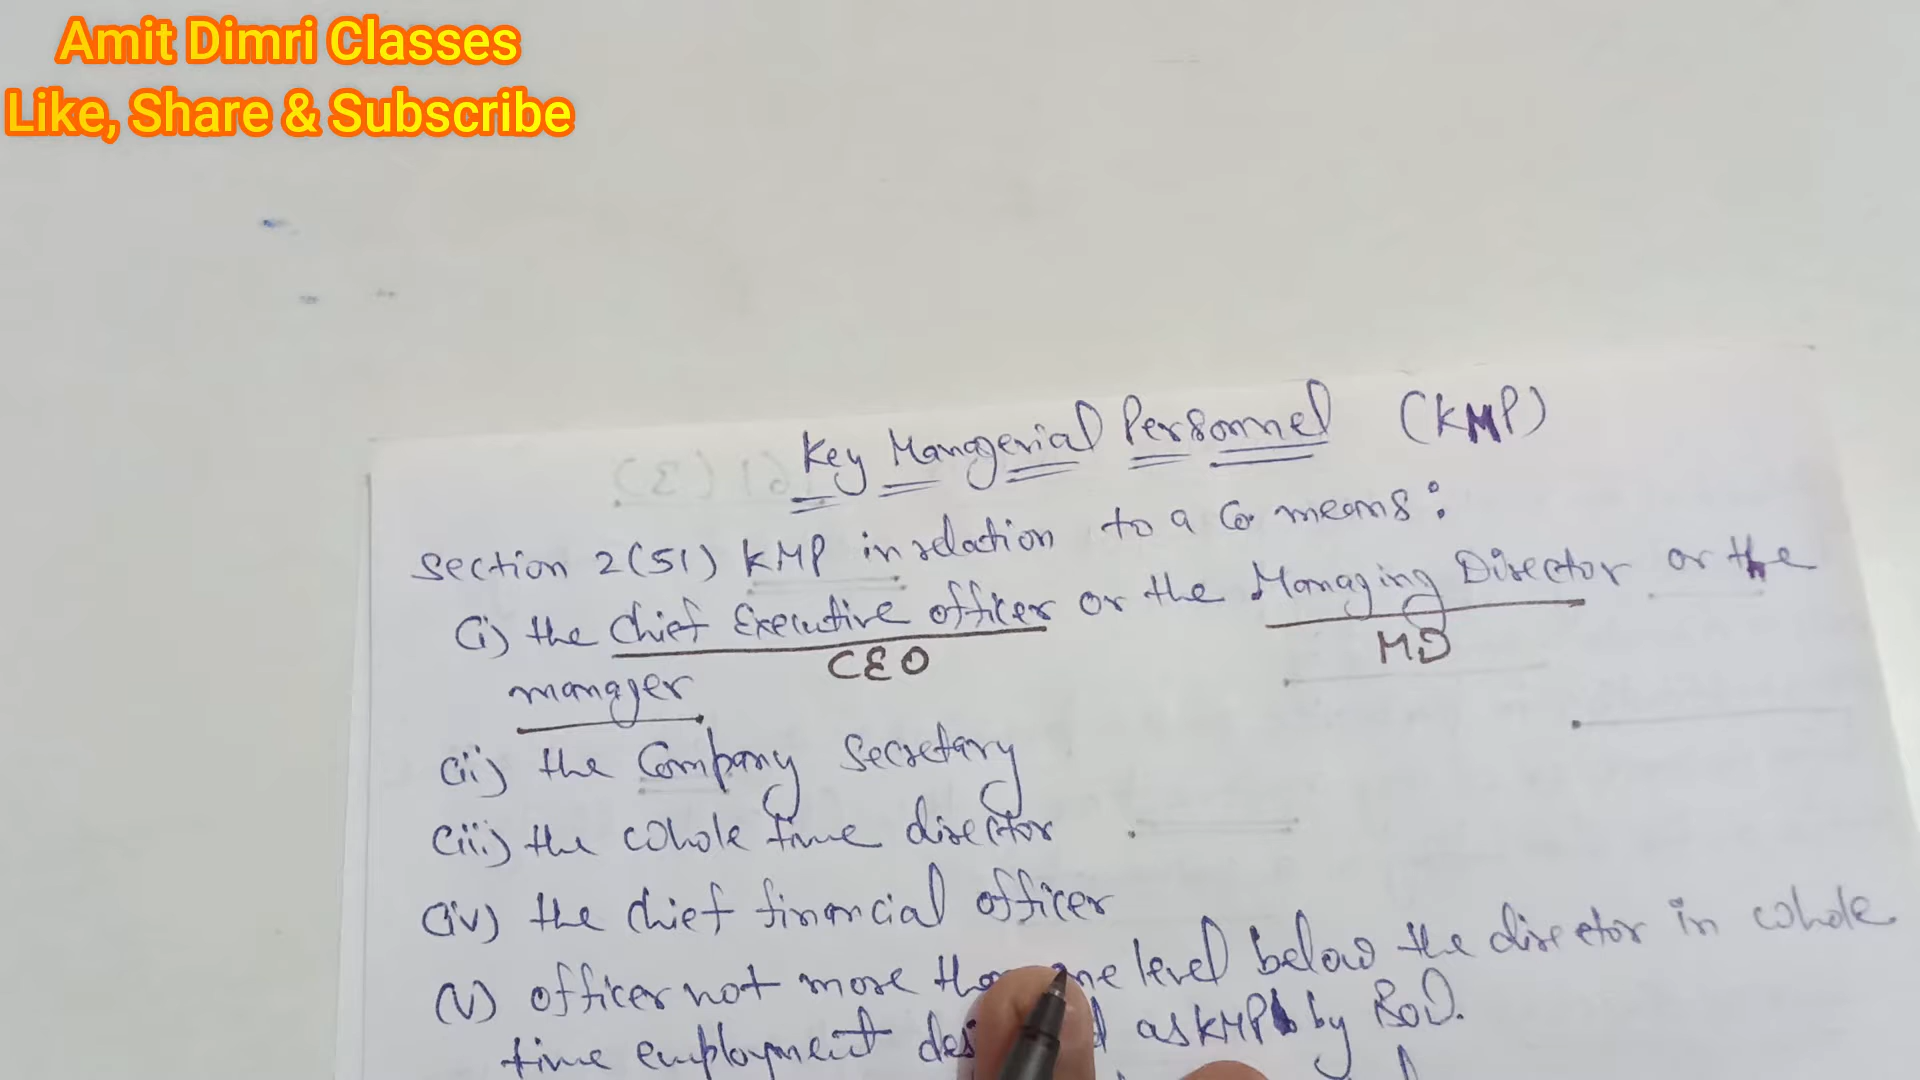 Amit Dimri Classes
Like, Share & Subscribe
Key Managerial Personnel (KMP)
Section 2(51) KMP in relation to a Co. means:
(i) the Chief Executive officer or the Managing Director or the
CEO MD
manager
(ii) the Company Secretary
(iii) the whole time director
(iv) the chief financial officer
(v) officer not more level below the director in whole
time employment as KMP by BOD.